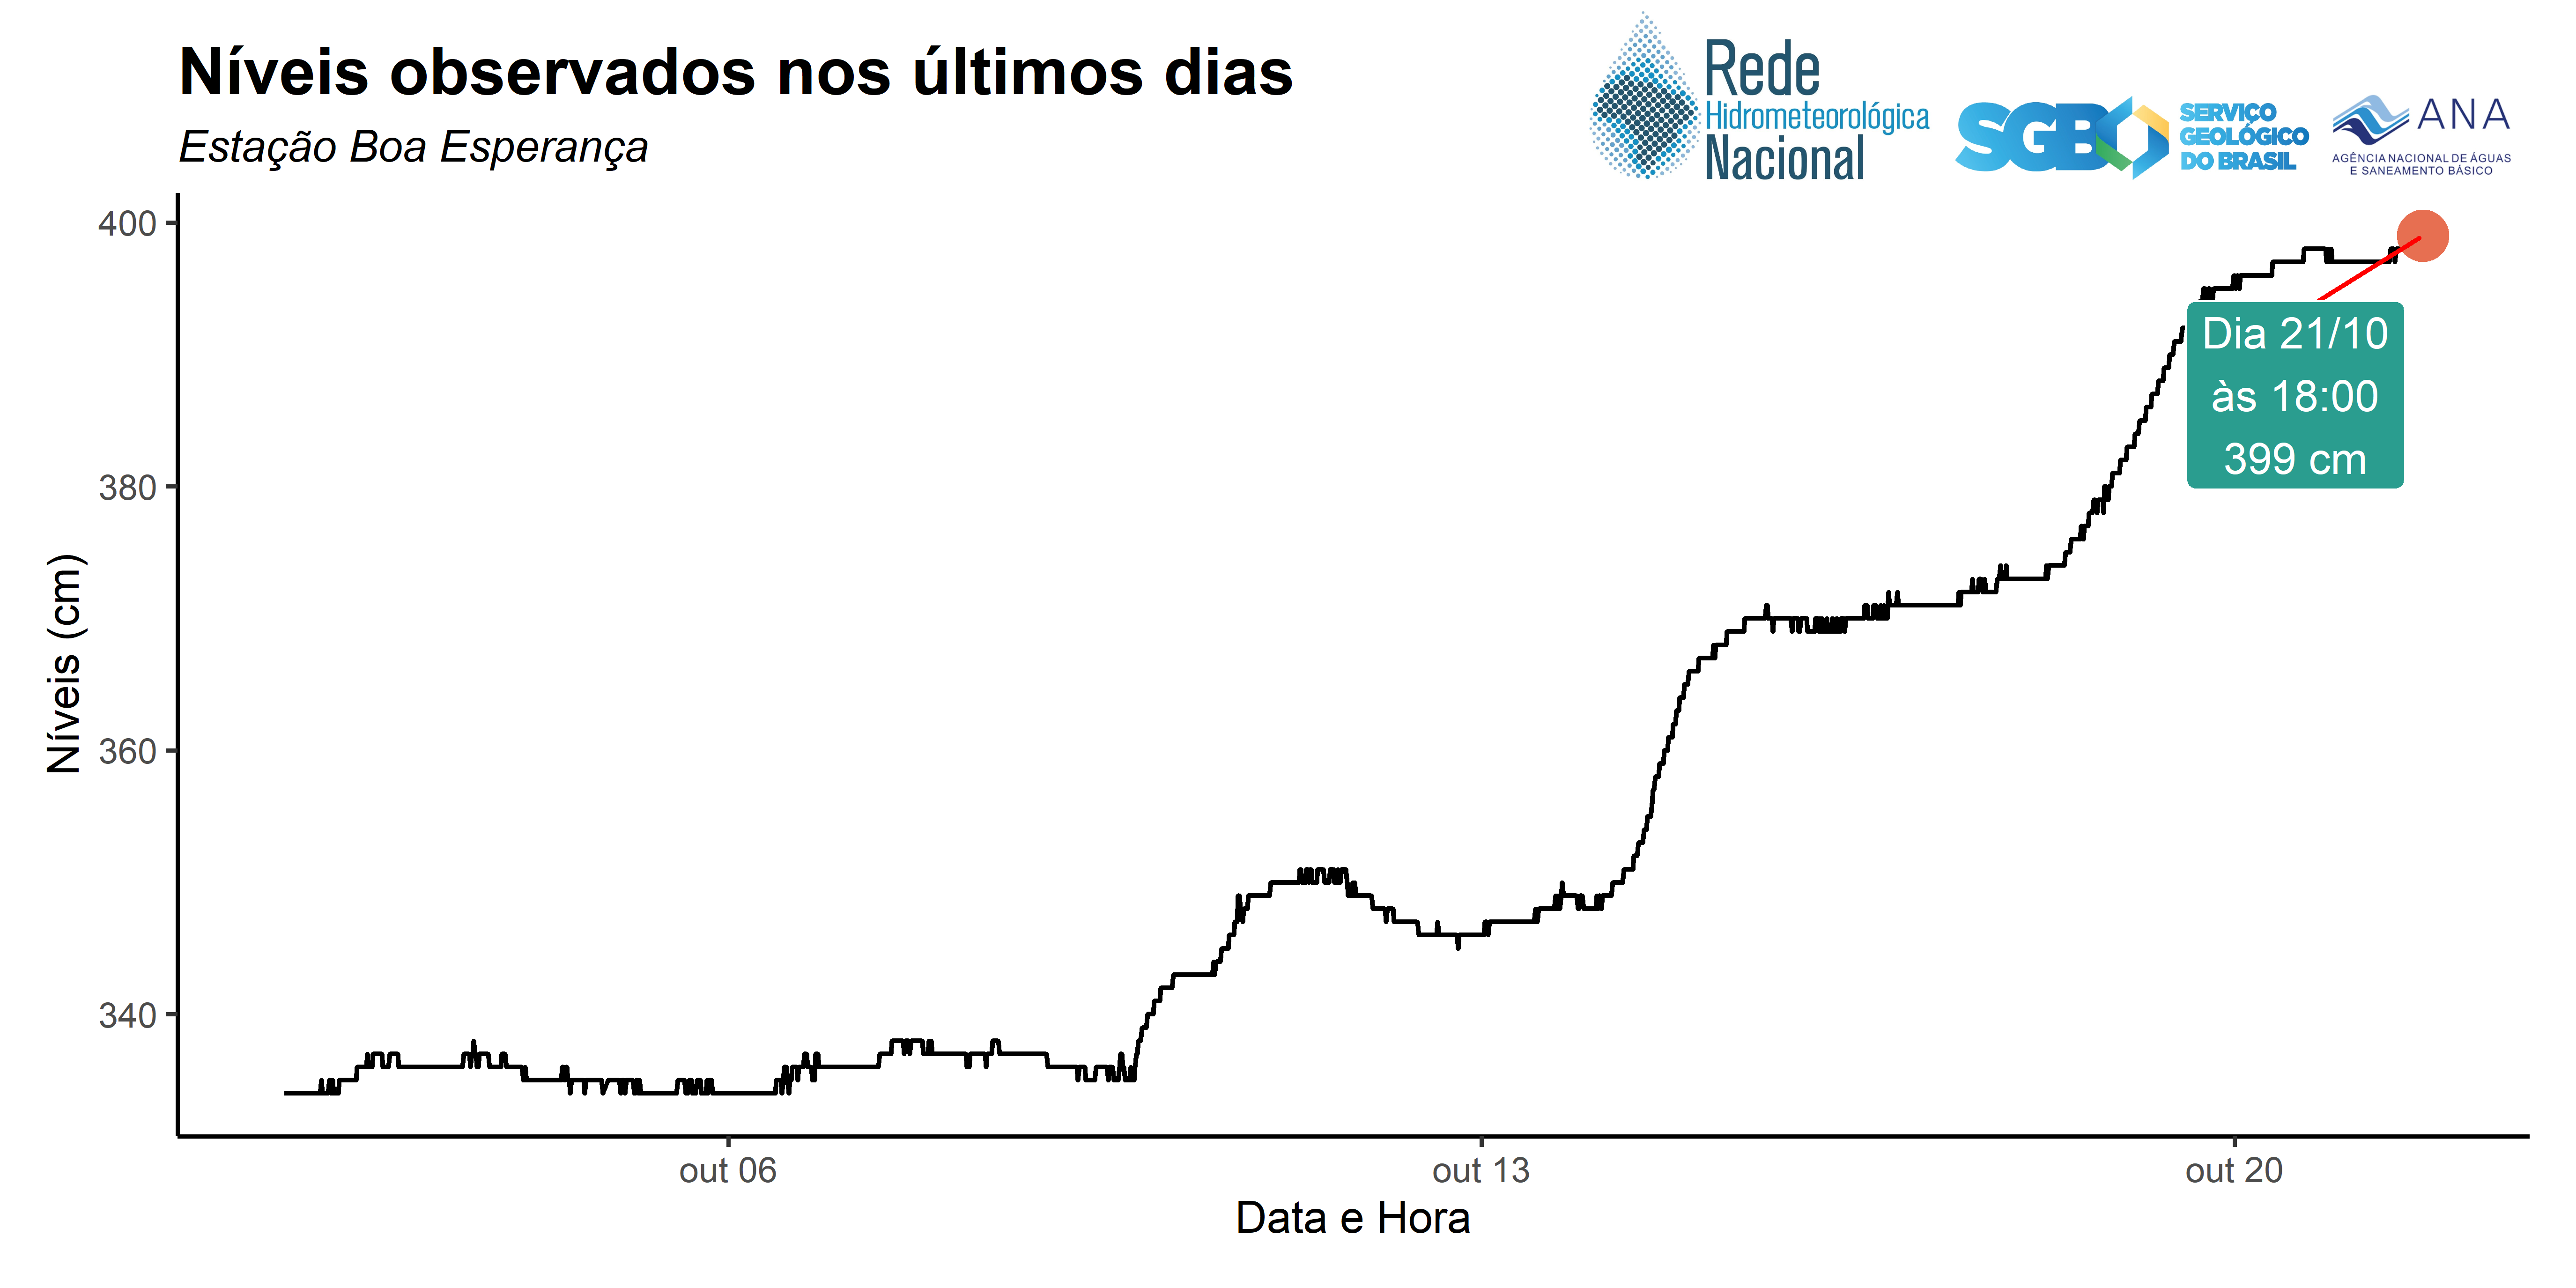 Níveis observados nos últimos dias
Estação Boa Esperança
Rede
Hidrometeorológica
Nacional
SGB
SERVIÇO
GEOLÓGICO
DO BRASIL
ANA
AGÊNCIA NACIONAL DE ÁGUAS
E SANEAMENTO BÁSICO
400
380
360
340
Níveis (cm)
Dia 21/10
às 18:00
399 cm
out 06
out 13
out 20
Data e Hora